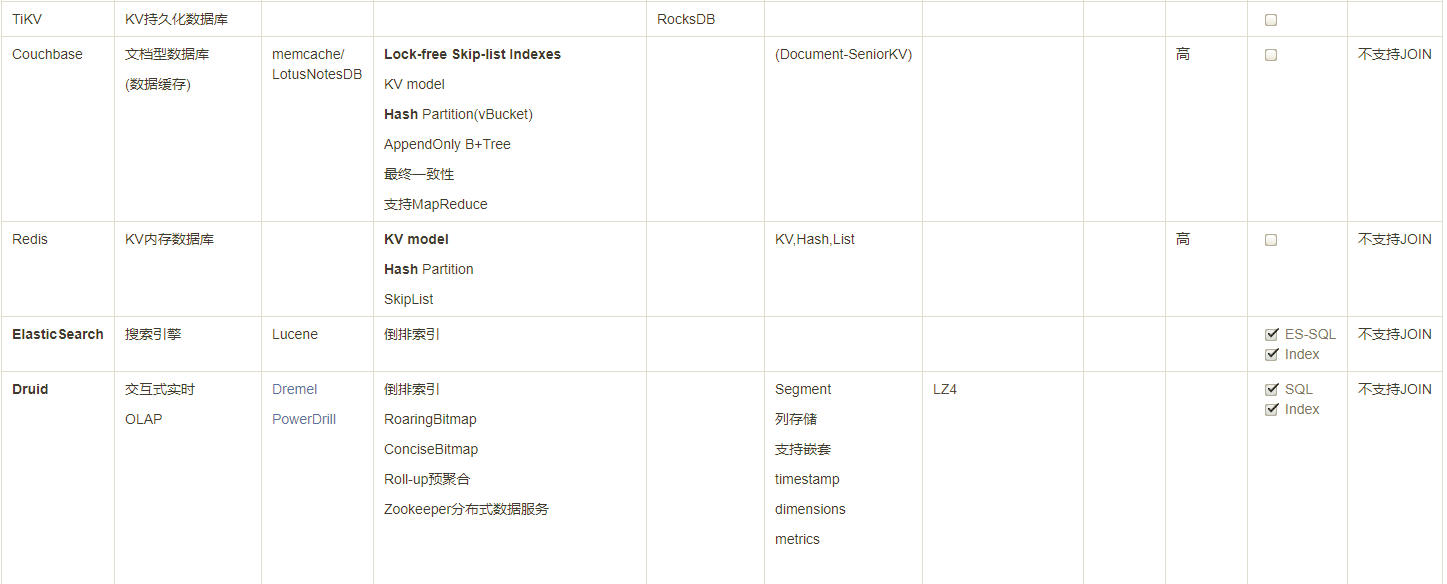 TiKV KV持久化数据库 RocksDB
Couchbase 文档型数据库 memcache/ Lock-free Skip-list Indexes (Document-SeniorKV) 高 不支持JOIN
LotusNotesDB
(数据缓存) KV model
Hash Partition(vBucket)
AppendOnly B+Tree
最终一致性
支持MapReduce
Redis KV内存数据库 KV model KV,Hash,List 高 不支持JOIN
Hash Partition
SkipList
ElasticSearch 搜索引擎 Lucene 倒排索引 ES-SQL 不支持JOIN
Index
Druid 交互式实时 Dremel 倒排索引 Segment LZ4 SQL 不支持JOIN
OLAP PowerDrill RoaringBitmap 列存储 Index
ConciseBitmap 支持嵌套
Roll-up预聚合 timestamp
Zookeeper分布式数据服务 dimensions
metrics